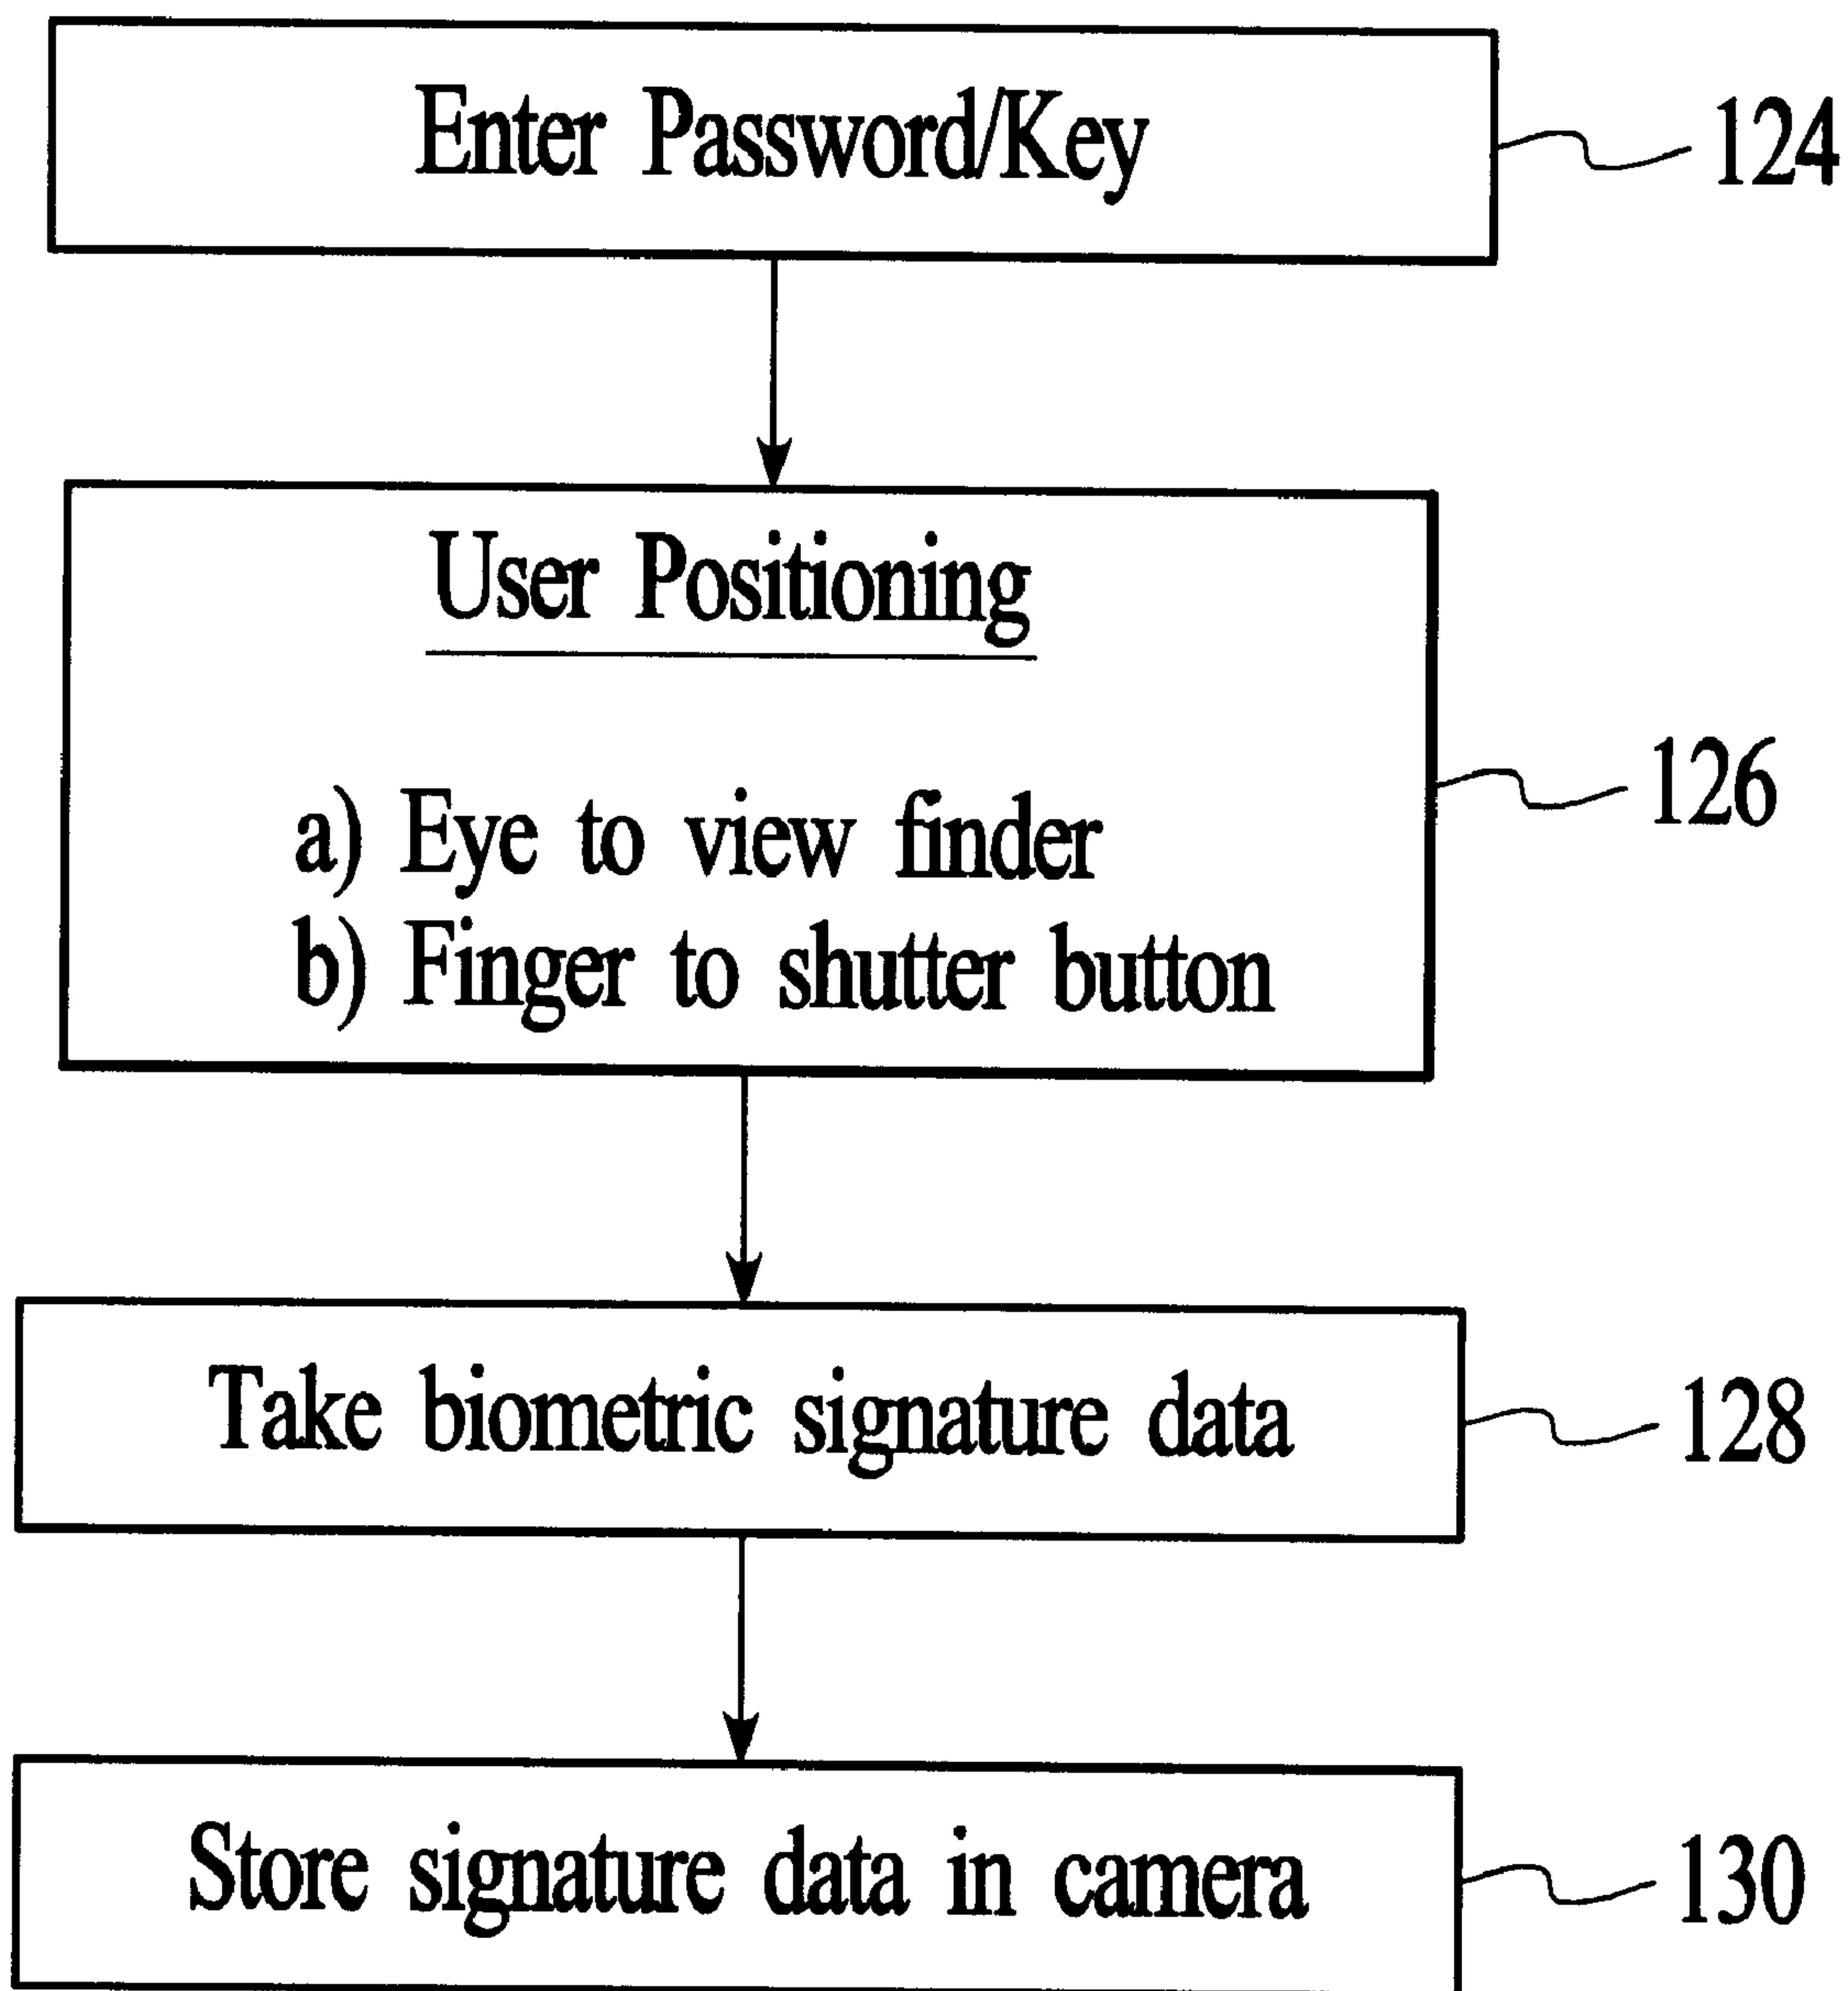 Enter Password/Key
124
User Positioning
126
a) Eye to view finder
b) Finger to shutter button
Take biometric signature data
128
Store signature data in camera
130